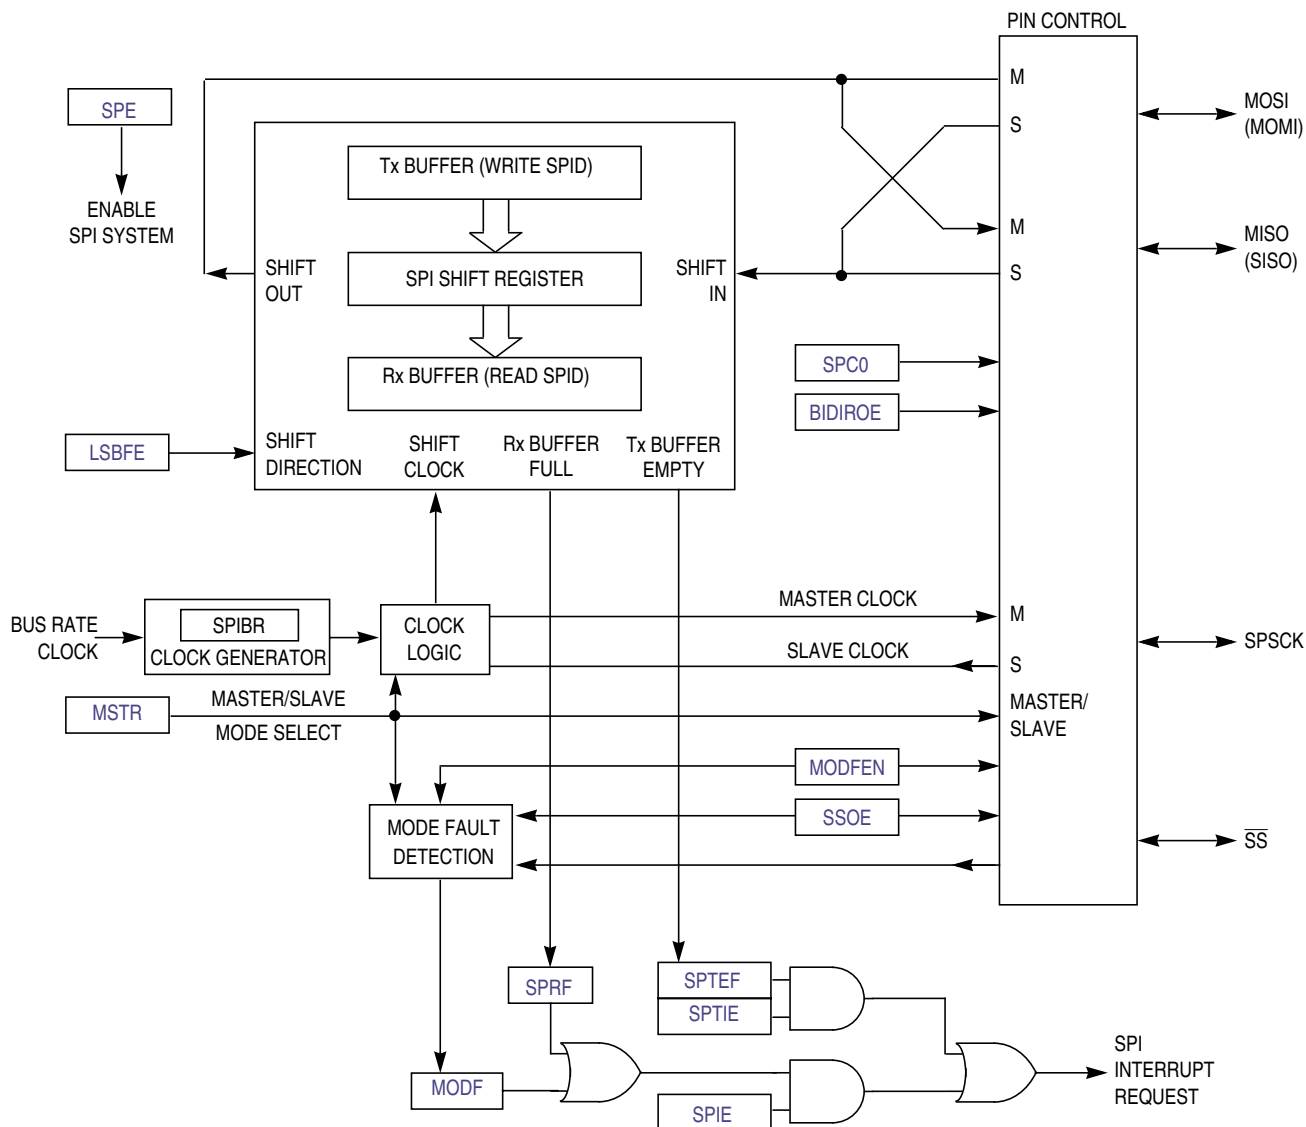 PIN CONTROL
M
MOSI
(MOMI)
SPE
S
Tx BUFFER (WRITE SPID)
ENABLE
SPI SYSTEM
M
MISO
(SISO)
SHIFT
OUT
SPI SHIFT REGISTER
SHIFT
IN
S
SPC0
Rx BUFFER (READ SPID)
BIDIROE
LSBFE
SHIFT
DIRECTION
SHIFT
CLOCK
Rx BUFFER
FULL
Tx BUFFER
EMPTY
MASTER CLOCK
M
BUS RATE
CLOCK
SPIBR
CLOCK GENERATOR
CLOCK
LOGIC
SPSCK
SLAVE CLOCK
S
MSTR
MASTER/SLAVE
MODE SELECT
MASTER/
SLAVE
MODFEN
SSOE
MODE FAULT
DETECTION
SS
SPRF
SPTEF
SPTIE
SPI
INTERRUPT
REQUEST
MODF
SPIE